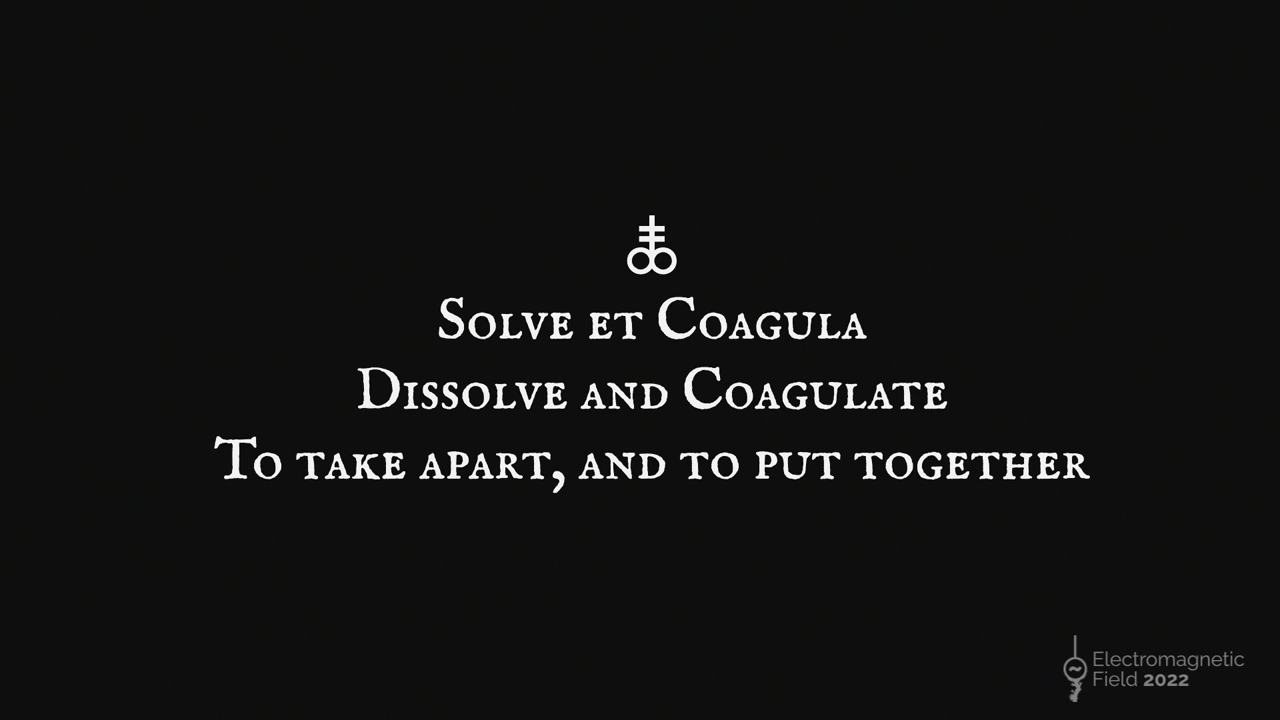 Solve et Coagula
Dissolve and Coagulate
To take apart, and to put together
Electromagnetic
Field 2022